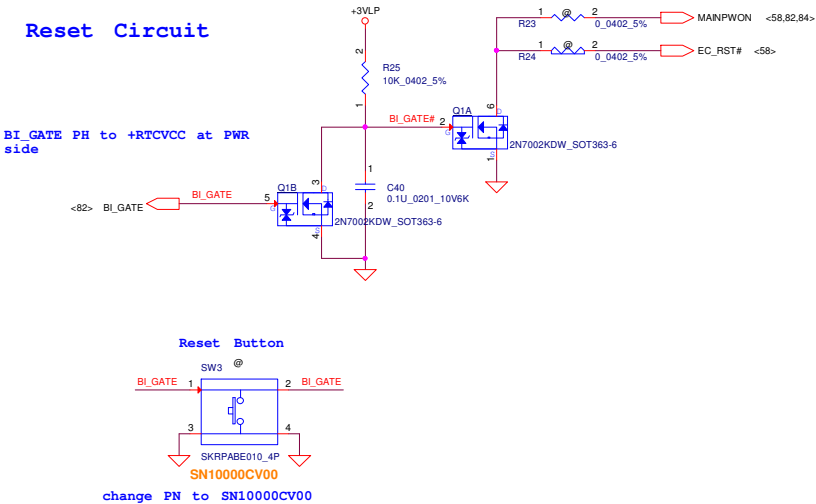 Reset Circuit
+3VLP
2
R25
10K_0402_5%
1
1 @ 2
R23 0_0402_5%
MAINPWON <58,82,84>
1 @ 2
R24 0_0402_5%
EC_RST# <58>
BI_GATE PH to +RTCVCC at PWR
side
BI_GATE# 2
Q1A
6
D
G
S
1
2N7002KDW_SOT363-6
<82> BI_GATE
BI_GATE 5
Q1B
3
D
G
S
4
2N7002KDW_SOT363-6
1
C40
0.1U_0201_10V6K
2
Reset Button
SW3 @
BI_GATE 1
2 BI_GATE
3
4
SKRPABE010_4P
SN10000CV00
change PN to SN10000CV00